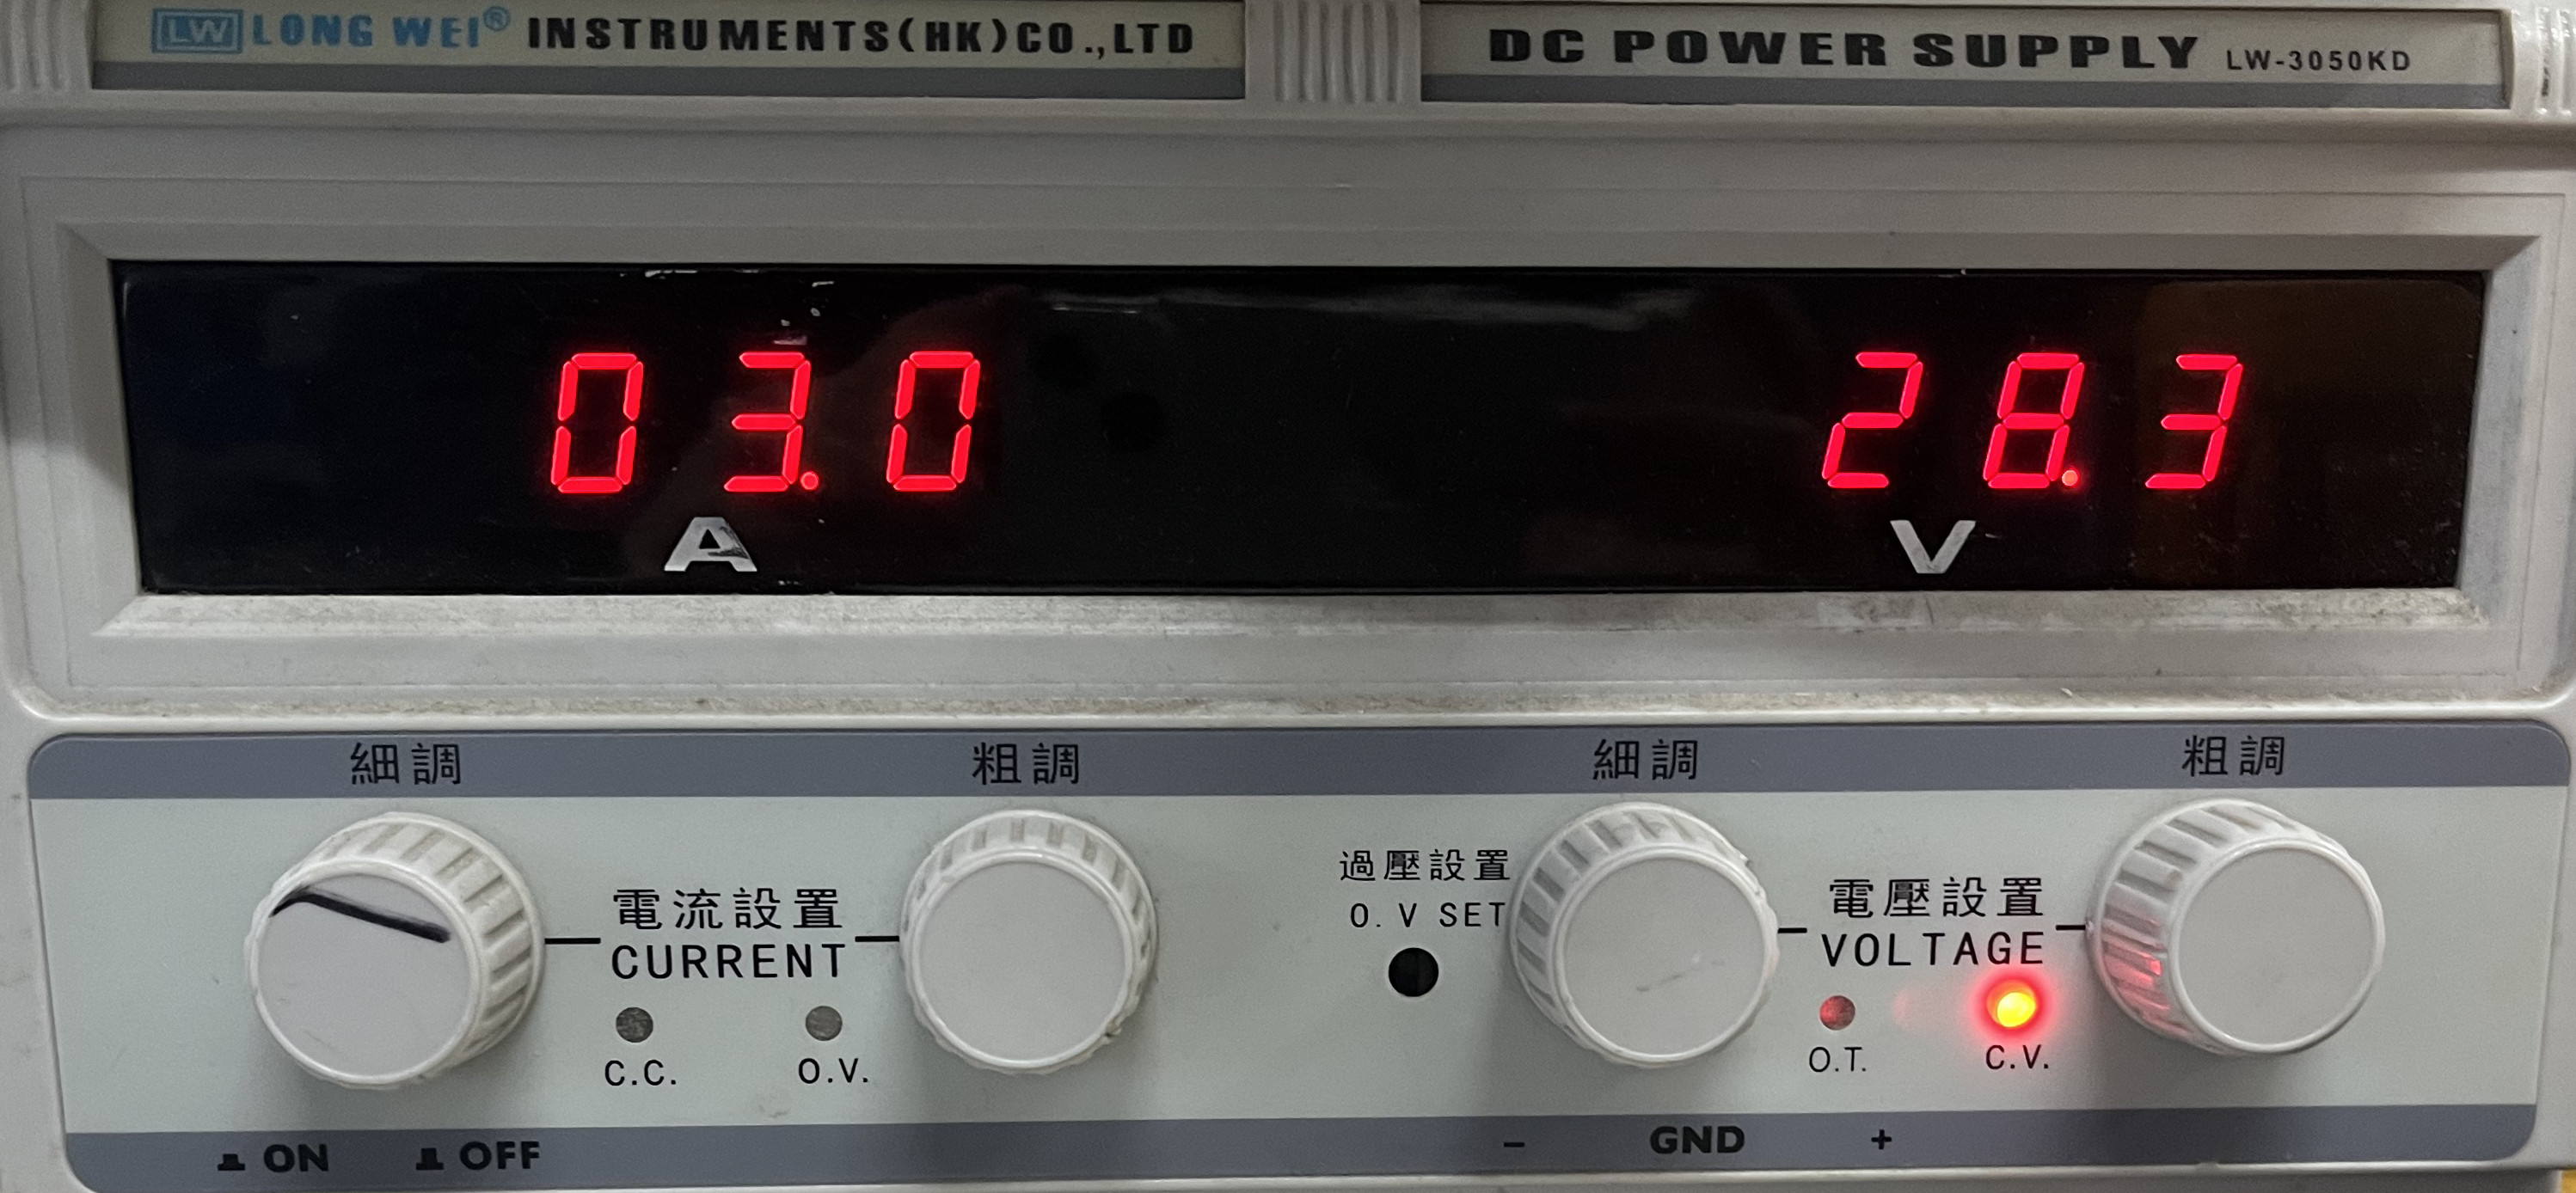 LW LONG WEI® INSTRUMENTS(HK)CO.,LTD
DC POWER SUPPLY LW-3050KD
03.0
28.3
A
V
細調
粗調
細調
粗調
電流設置
CURRENT
C.C.
O.V.
過壓設置
O.V SET
電壓設置
VOLTAGE
O.T.
C.V.
ON
OFF
- GND +